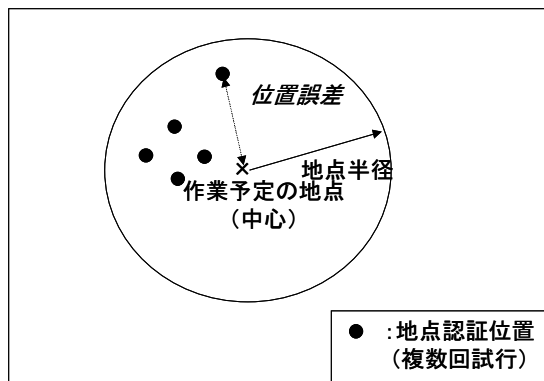 位置誤差
地点半径
×
作業予定の地点
（中心）
● ：地点認証位置
（複数回試行）